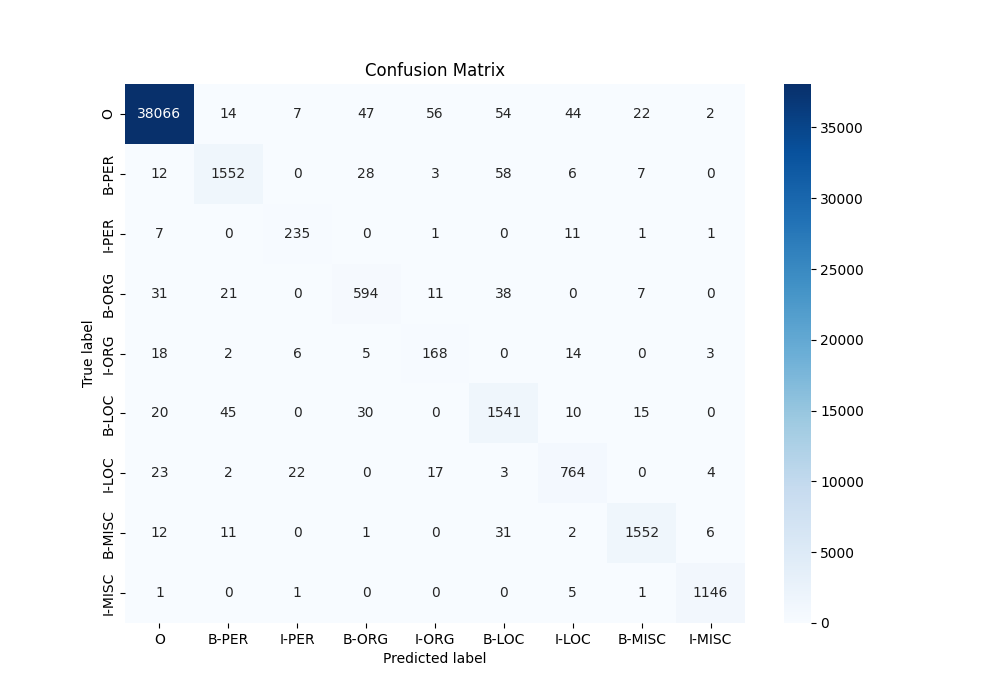 Confusion Matrix
O 38066 14 7 47 56 54 44 22 2
B-PER 12 1552 0 28 3 58 6 7 0
I-PER 7 0 235 0 1 0 11 1 1
B-ORG 31 21 0 594 11 38 0 7 0
I-ORG 18 2 6 5 168 0 14 0 3
B-LOC 20 45 0 30 0 1541 10 15 0
I-LOC 23 2 22 0 17 3 764 0 4
B-MISC 12 11 0 1 0 31 2 1552 6
I-MISC 1 0 1 0 0 0 5 1 1146
O B-PER I-PER B-ORG I-ORG B-LOC I-LOC B-MISC I-MISC
Predicted label
True label
35000
30000
25000
20000
15000
10000
5000
0